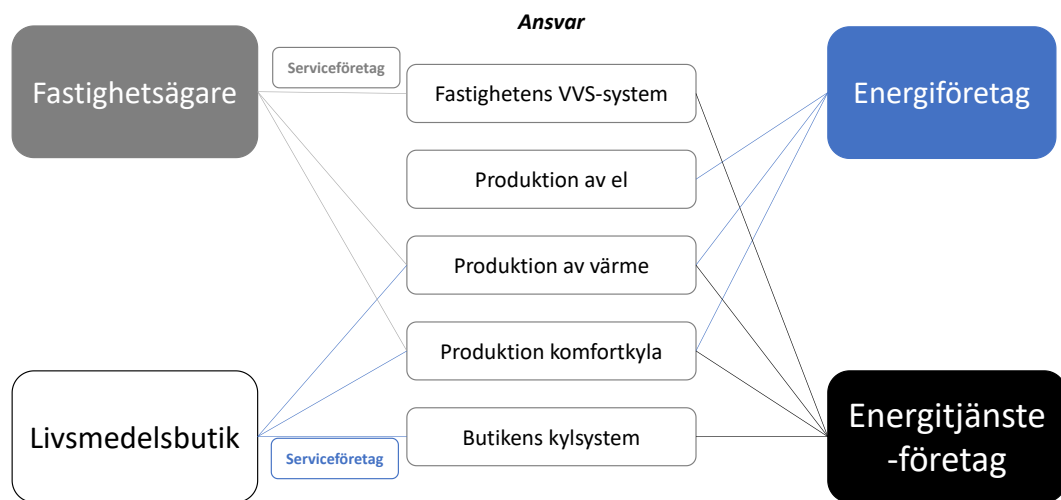 Ansvar
Fastighetsägare
Serviceföretag
Fastighetens VVS-system
Energiföretag
Produktion av el
Produktion av värme
Produktion komfortkyla
Livsmedelsbutik
Serviceföretag
Butikens kylsystem
Energitjänste
-företag